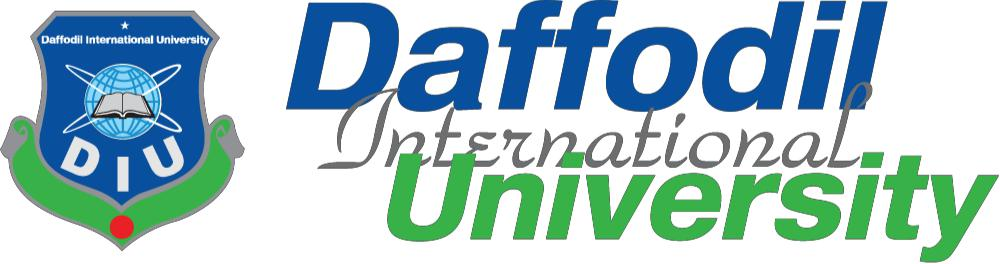 Daffodil International University
DIU
Daffodil
International
University